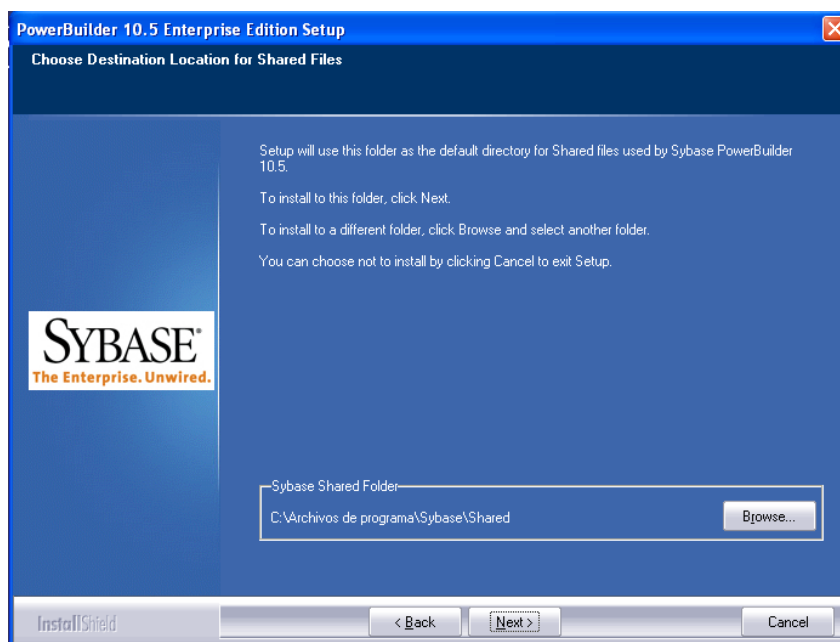 PowerBuilder 10.5 Enterprise Edition Setup
Choose Destination Location for Shared Files
Setup will use this folder as the default directory for Shared files used by Sybase PowerBuilder
10.5.
To install to this folder, click Next.
To install to a different folder, click Browse and select another folder.
You can choose not to install by clicking Cancel to exit Setup.
SYBASE®
The Enterprise. Unwired.
Sybase Shared Folder
C:\Archivos de programa\Sybase\Shared
Browse...
InstallShield
< Back
Next >
Cancel